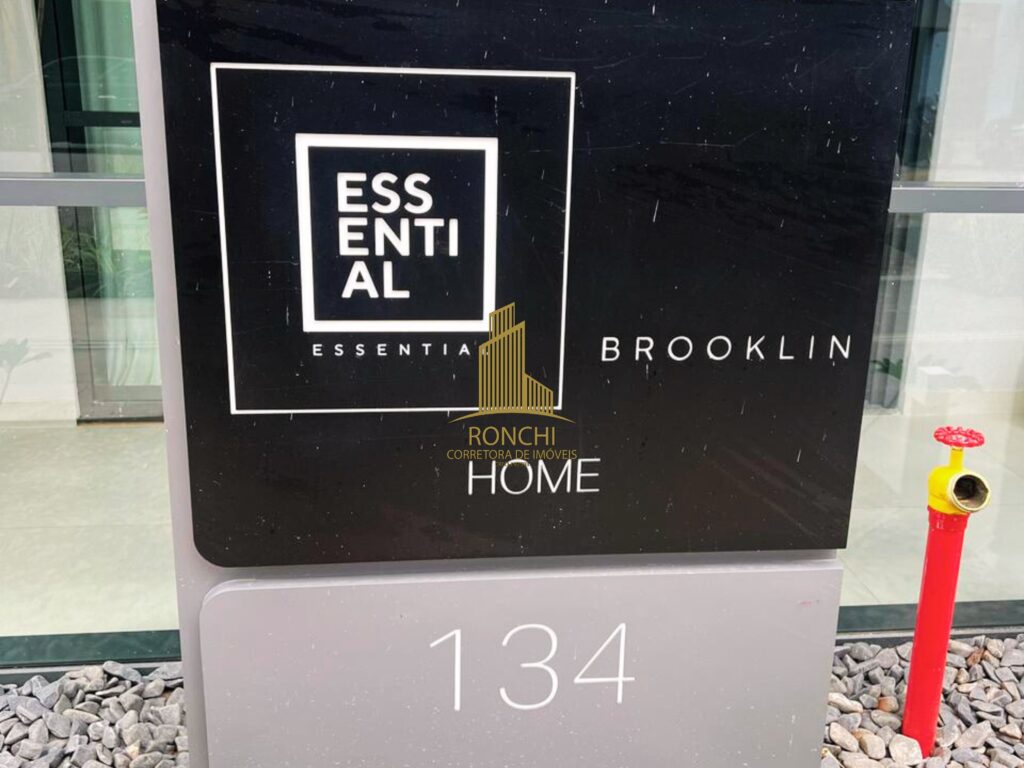 ESS
ENTI
AL
ESSENTIAL
BROOKLIN
RONCHI
CORRETORA DE IMÓVEIS
HOME
134